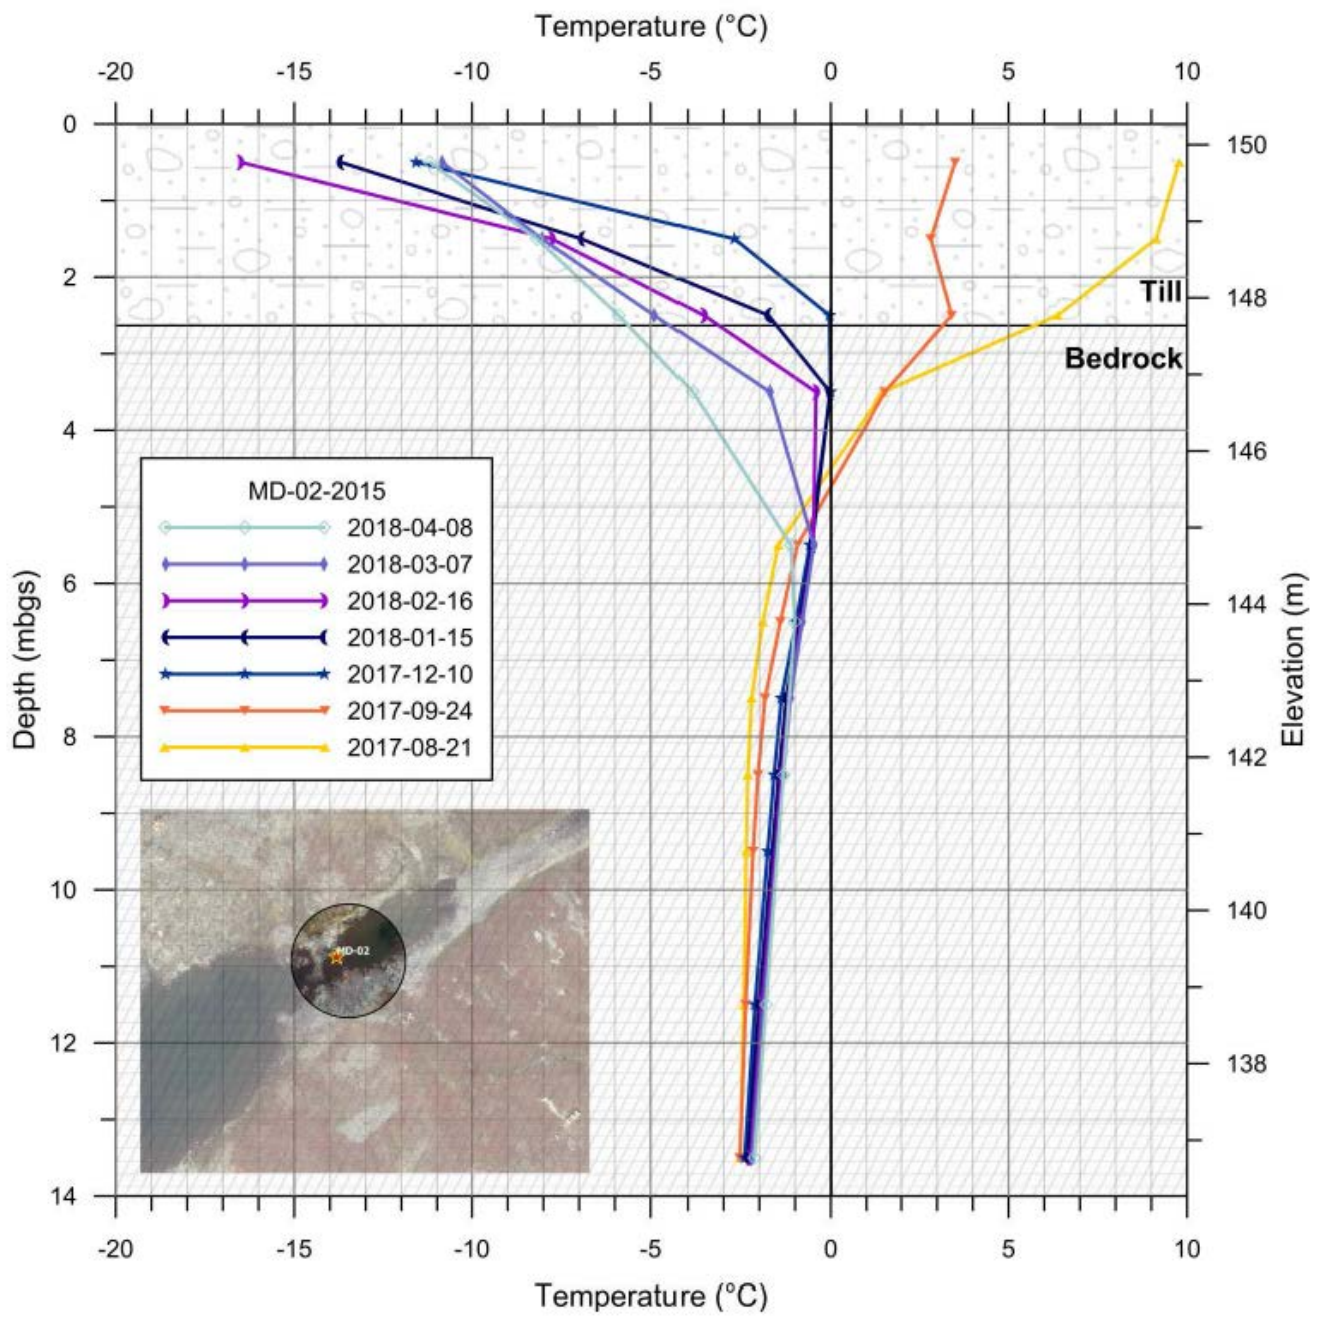 Temperature (°C)
-20 -15 -10 -5 0 5 10
0
2
4
6
8
10
12
14
Depth (mbgs)
150
148
146
144
142
140
138
Elevation (m)
Till
Bedrock
MD-02-2015
2018-04-08
2018-03-07
2018-02-16
2018-01-15
2017-12-10
2017-09-24
2017-08-21
MD-02
-20 -15 -10 -5 0 5 10
Temperature (°C)